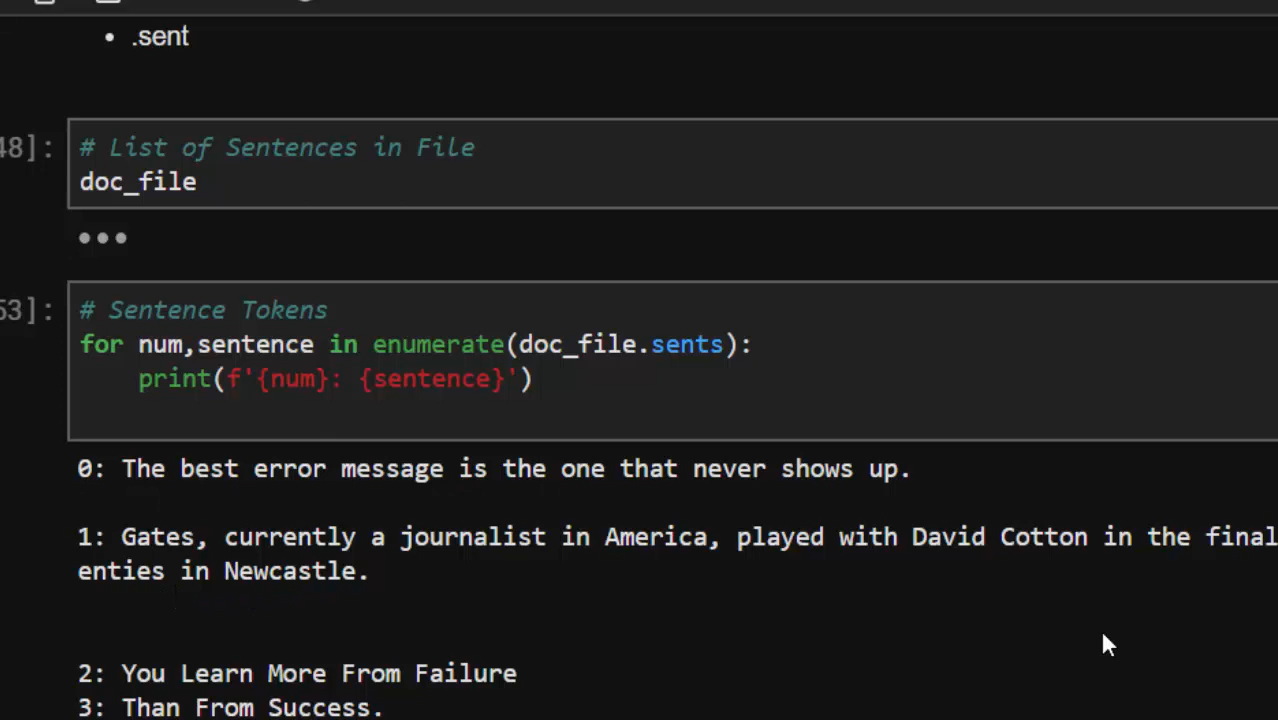 • .sent
48]:
# List of Sentences in File
doc_file
•••
53]:
# Sentence Tokens
for num,sentence in enumerate(doc_file.sents):
    print(f'{num}: {sentence}')
0: The best error message is the one that never shows up.
1: Gates, currently a journalist in America, played with David Cotton in the final
enties in Newcastle.
2: You Learn More From Failure
3: Than From Success.